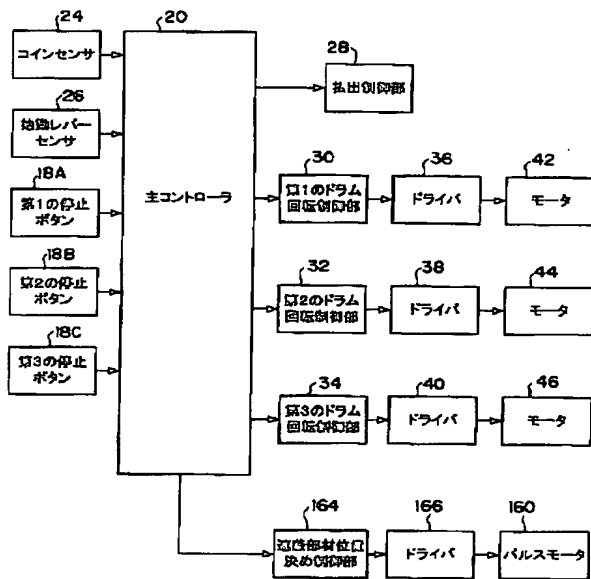 24
コインセンサ
26
始動レバー
センサ
18A
第1の停止
ボタン
18B
第2の停止
ボタン
18C
第3の停止
ボタン
20
主コントローラ
28
払出制御部
30
第1のドラム
回転制御部
36
ドライバ
42
モータ
32
第2のドラム
回転制御部
38
ドライバ
44
モータ
34
第3のドラム
回転制御部
40
ドライバ
46
モータ
164
決め制御部
166
ドライバ
160
パルスモータ